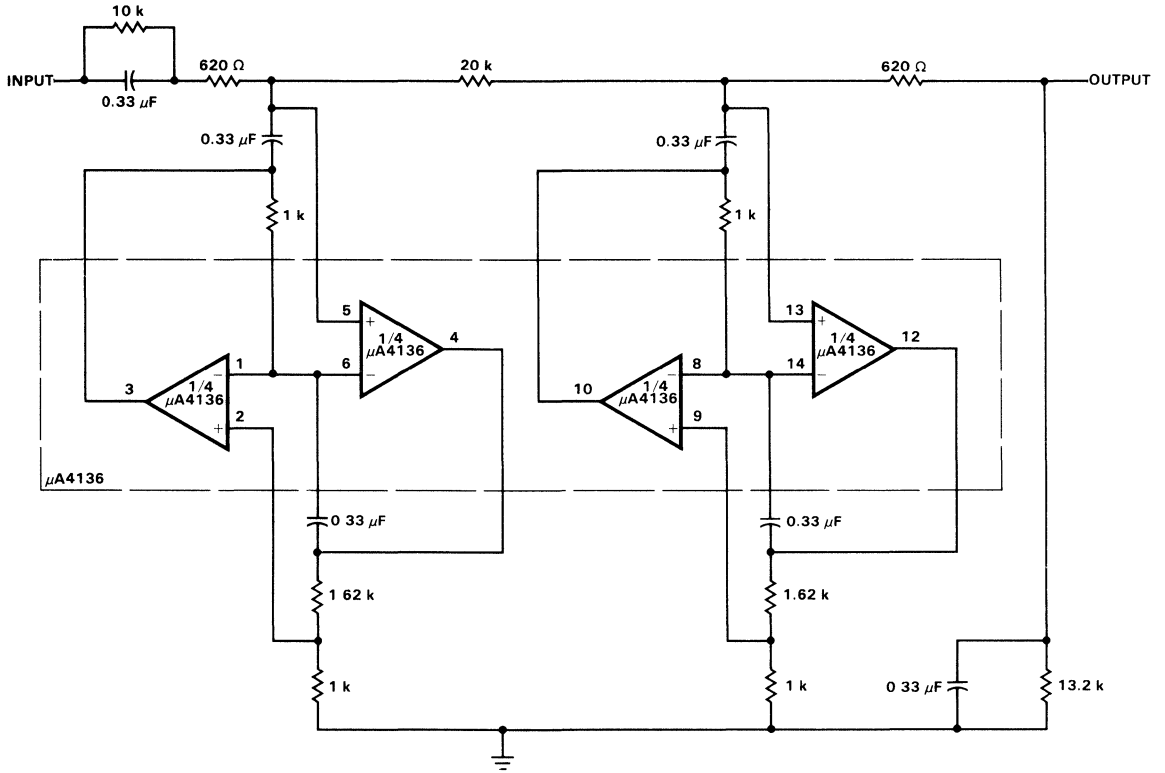 10 k
INPUT
0.33 µF
620 Ω
20 k
620 Ω
OUTPUT
0.33 µF
0.33 µF
1 k
1 k
5
+
1/4
µA4136
4
6
−
13
+
1/4
µA4136
12
14
−
3
1
−
1/4
µA4136
2
+
10
8
−
1/4
µA4136
9
+
µA4136
0 33 µF
0.33 µF
1 62 k
1.62 k
1 k
1 k
0 33 µF
13.2 k